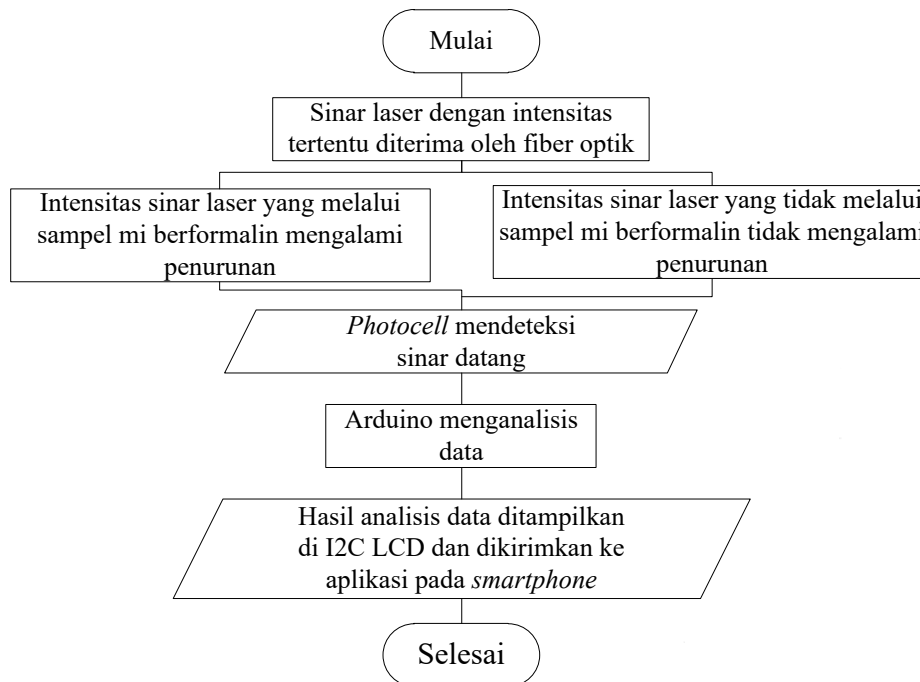 Mulai
Sinar laser dengan intensitas
tertentu diterima oleh fiber optik
Intensitas sinar laser yang melalui
sampel mi berformalin mengalami
penurunan
Intensitas sinar laser yang tidak melalui
sampel mi berformalin tidak mengalami
penurunan
Photocell mendeteksi
sinar datang
Arduino menganalisis
data
Hasil analisis data ditampilkan
di I2C LCD dan dikirimkan ke
aplikasi pada smartphone
Selesai